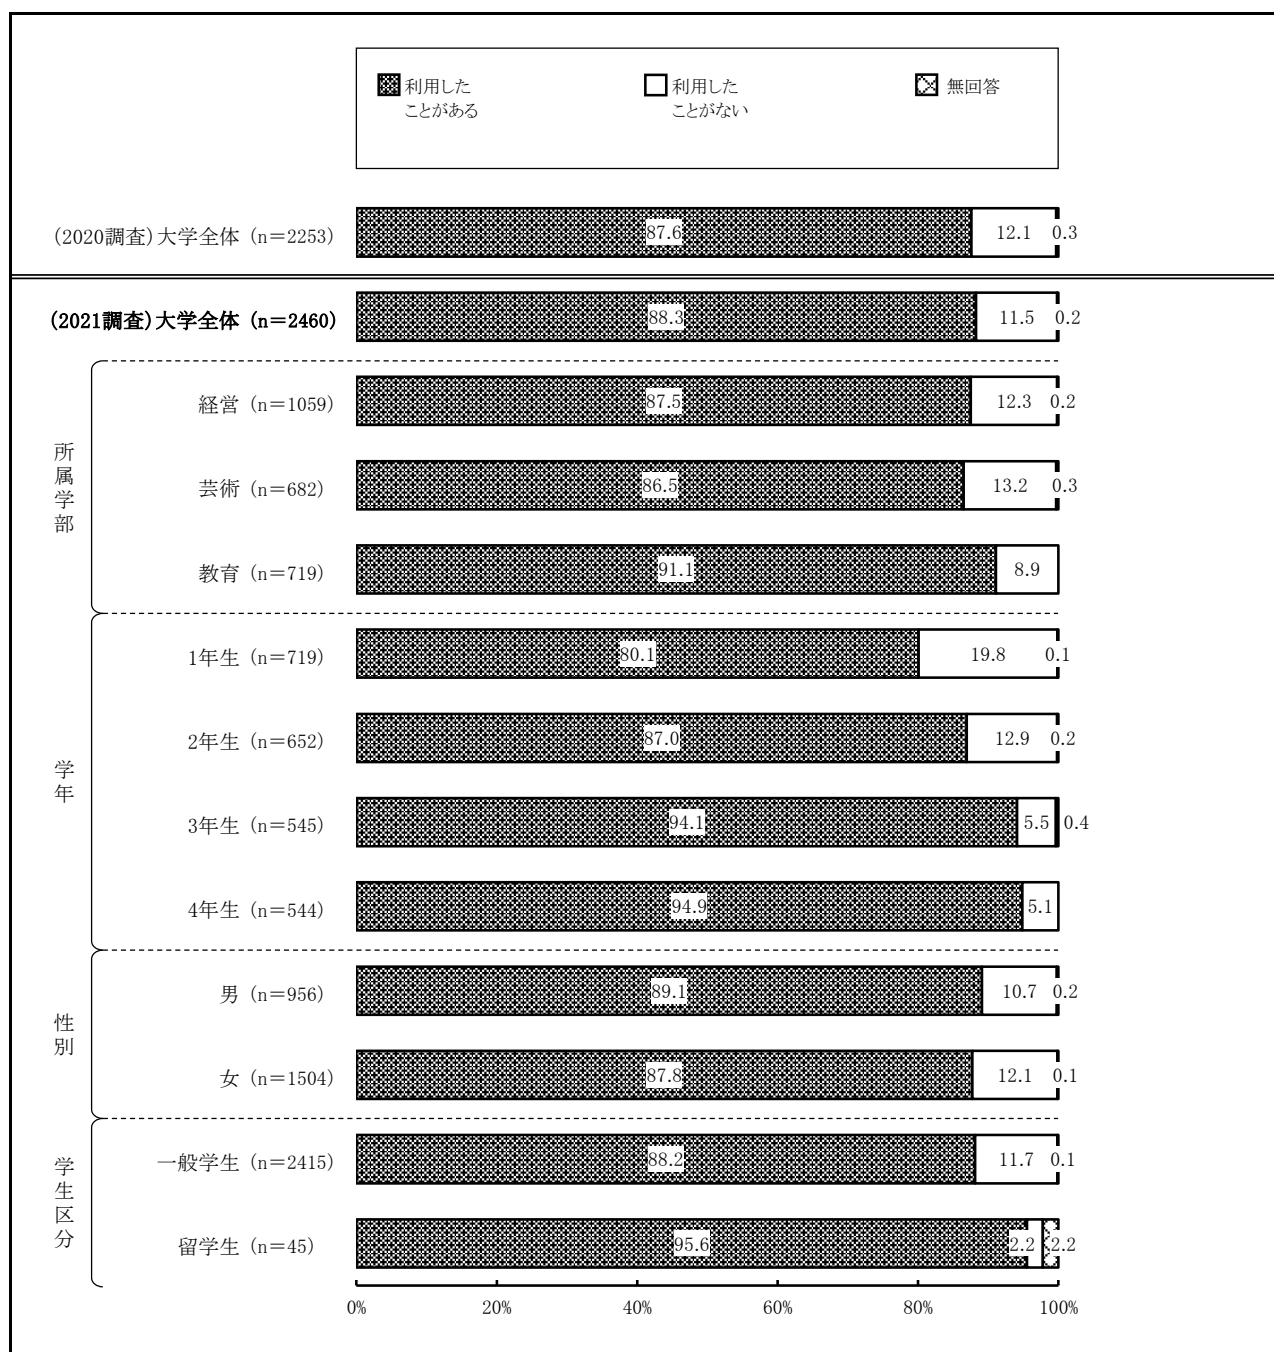 利用した
ことがある
利用した
ことがない
無回答
(2020調査)大学全体 (n=2253)
87.6 12.1 0.3
(2021調査)大学全体 (n=2460)
88.3 11.5 0.2
所属学部
経営 (n=1059)
87.5 12.3 0.2
芸術 (n=682)
86.5 13.2 0.3
教育 (n=719)
91.1 8.9
学年
1年生 (n=719)
80.1 19.8 0.1
2年生 (n=652)
87.0 12.9 0.2
3年生 (n=545)
94.1 5.5 0.4
4年生 (n=544)
94.9 5.1
性別
男 (n=956)
89.1 10.7 0.2
女 (n=1504)
87.8 12.1 0.1
学生区分
一般学生 (n=2415)
88.2 11.7 0.1
留学生 (n=45)
95.6 2.2 2.2
0% 20% 40% 60% 80% 100%